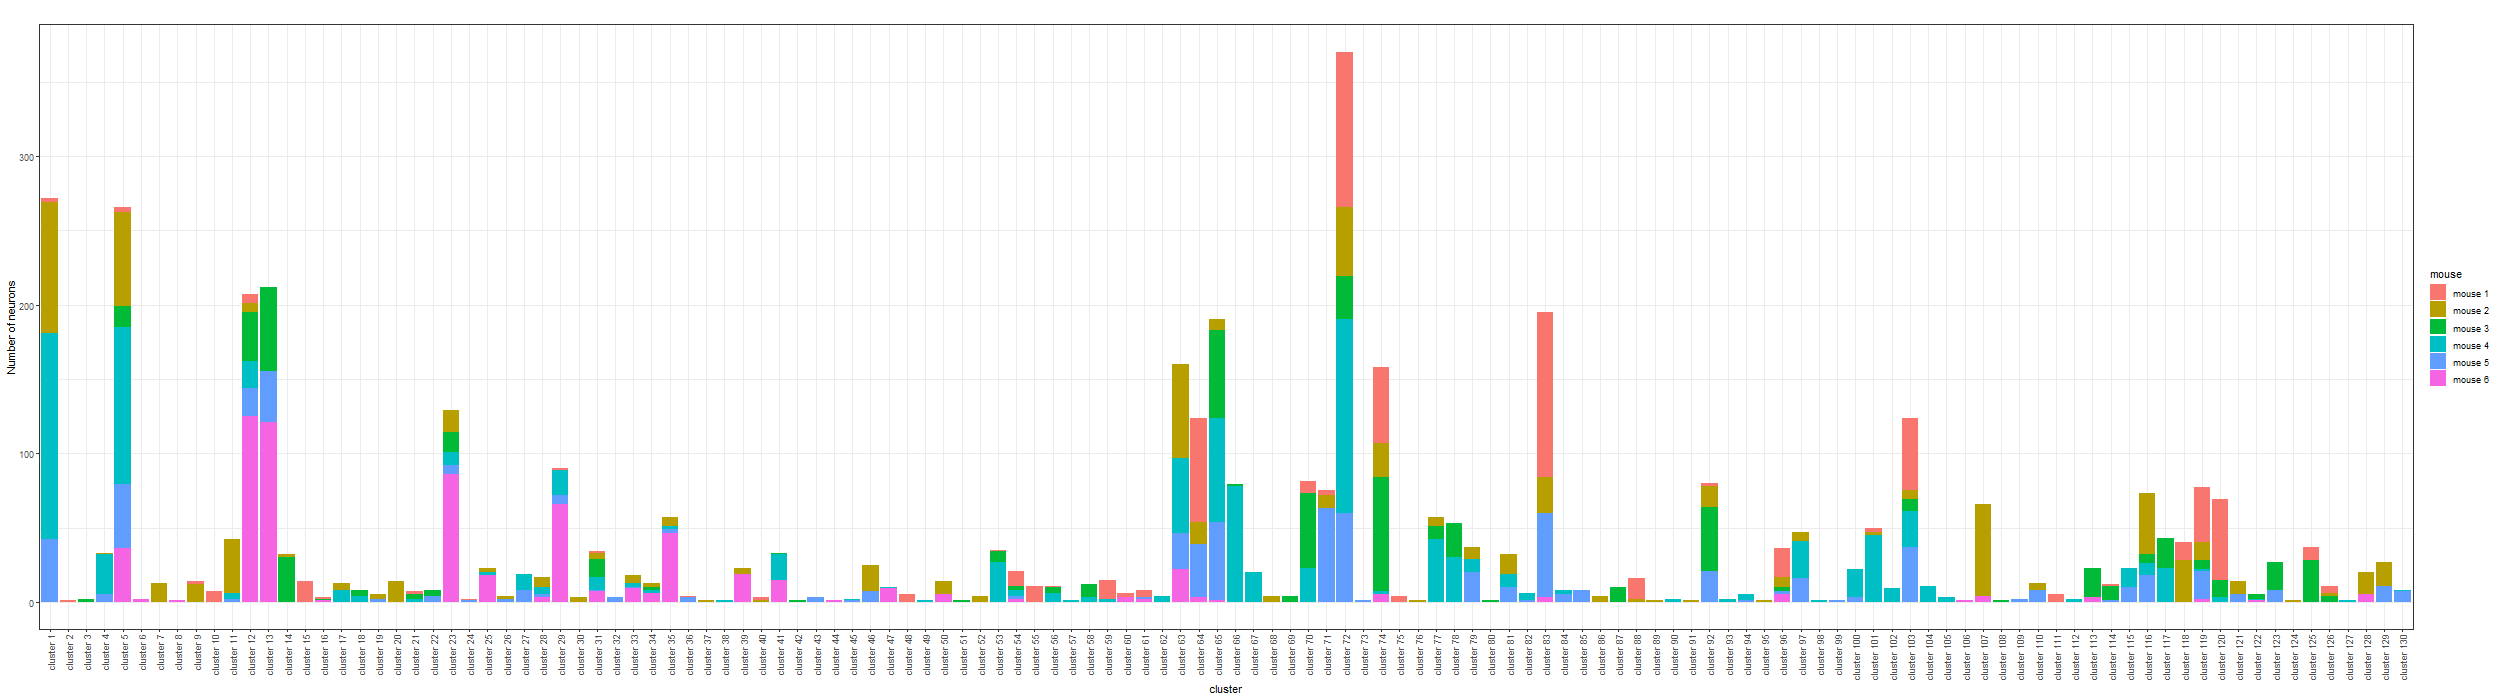 Number of neurons
300
200
100
0
cluster 1
cluster 2
cluster 3
cluster 4
cluster 5
cluster 6
cluster 7
cluster 8
cluster 9
cluster 10
cluster 11
cluster 12
cluster 13
cluster 14
cluster 15
cluster 16
cluster 17
cluster 18
cluster 19
cluster 20
cluster 21
cluster 22
cluster 23
cluster 24
cluster 25
cluster 26
cluster 27
cluster 28
cluster 29
cluster 30
cluster 31
cluster 32
cluster 33
cluster 34
cluster 35
cluster 36
cluster 37
cluster 38
cluster 39
cluster 40
cluster 41
cluster 42
cluster 43
cluster 44
cluster 45
cluster 46
cluster 47
cluster 48
cluster 49
cluster 50
cluster 51
cluster 52
cluster 53
cluster 54
cluster 55
cluster 56
cluster 57
cluster 58
cluster 59
cluster 60
cluster 61
cluster 62
cluster 63
cluster 64
cluster 65
cluster 66
cluster 67
cluster 68
cluster 69
cluster 70
cluster 71
cluster 72
cluster 73
cluster 74
cluster 75
cluster 76
cluster 77
cluster 78
cluster 79
cluster 80
cluster 81
cluster 82
cluster 83
cluster 84
cluster 85
cluster 86
cluster 87
cluster 88
cluster 89
cluster 90
cluster 91
cluster 92
cluster 93
cluster 94
cluster 95
cluster 96
cluster 97
cluster 98
cluster 99
cluster 100
cluster 101
cluster 102
cluster 103
cluster 104
cluster 105
cluster 106
cluster 107
cluster 108
cluster 109
cluster 110
cluster 111
cluster 112
cluster 113
cluster 114
cluster 115
cluster 116
cluster 117
cluster 118
cluster 119
cluster 120
cluster 121
cluster 122
cluster 123
cluster 124
cluster 125
cluster 126
cluster 127
cluster 128
cluster 129
cluster 130
cluster
mouse
mouse 1
mouse 2
mouse 3
mouse 4
mouse 5
mouse 6